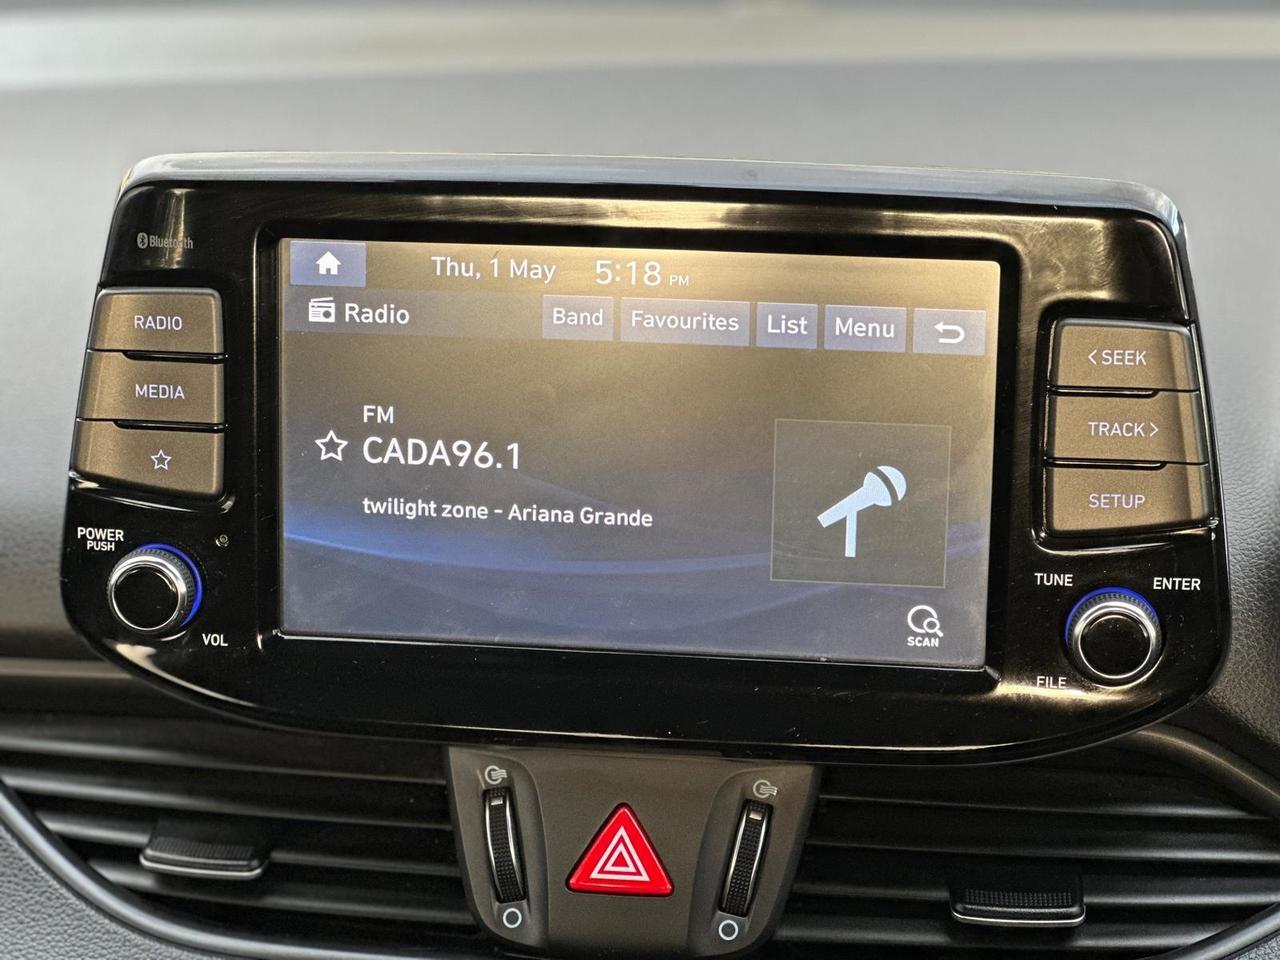 Bluetooth
Thu, 1 May 5:18 PM
Radio Band Favourites List Menu
FM
CADA96.1
twilight zone - Ariana Grande
SCAN
RADIO
MEDIA
POWER
PUSH
VOL
< SEEK
TRACK >
SETUP
TUNE ENTER
FILE